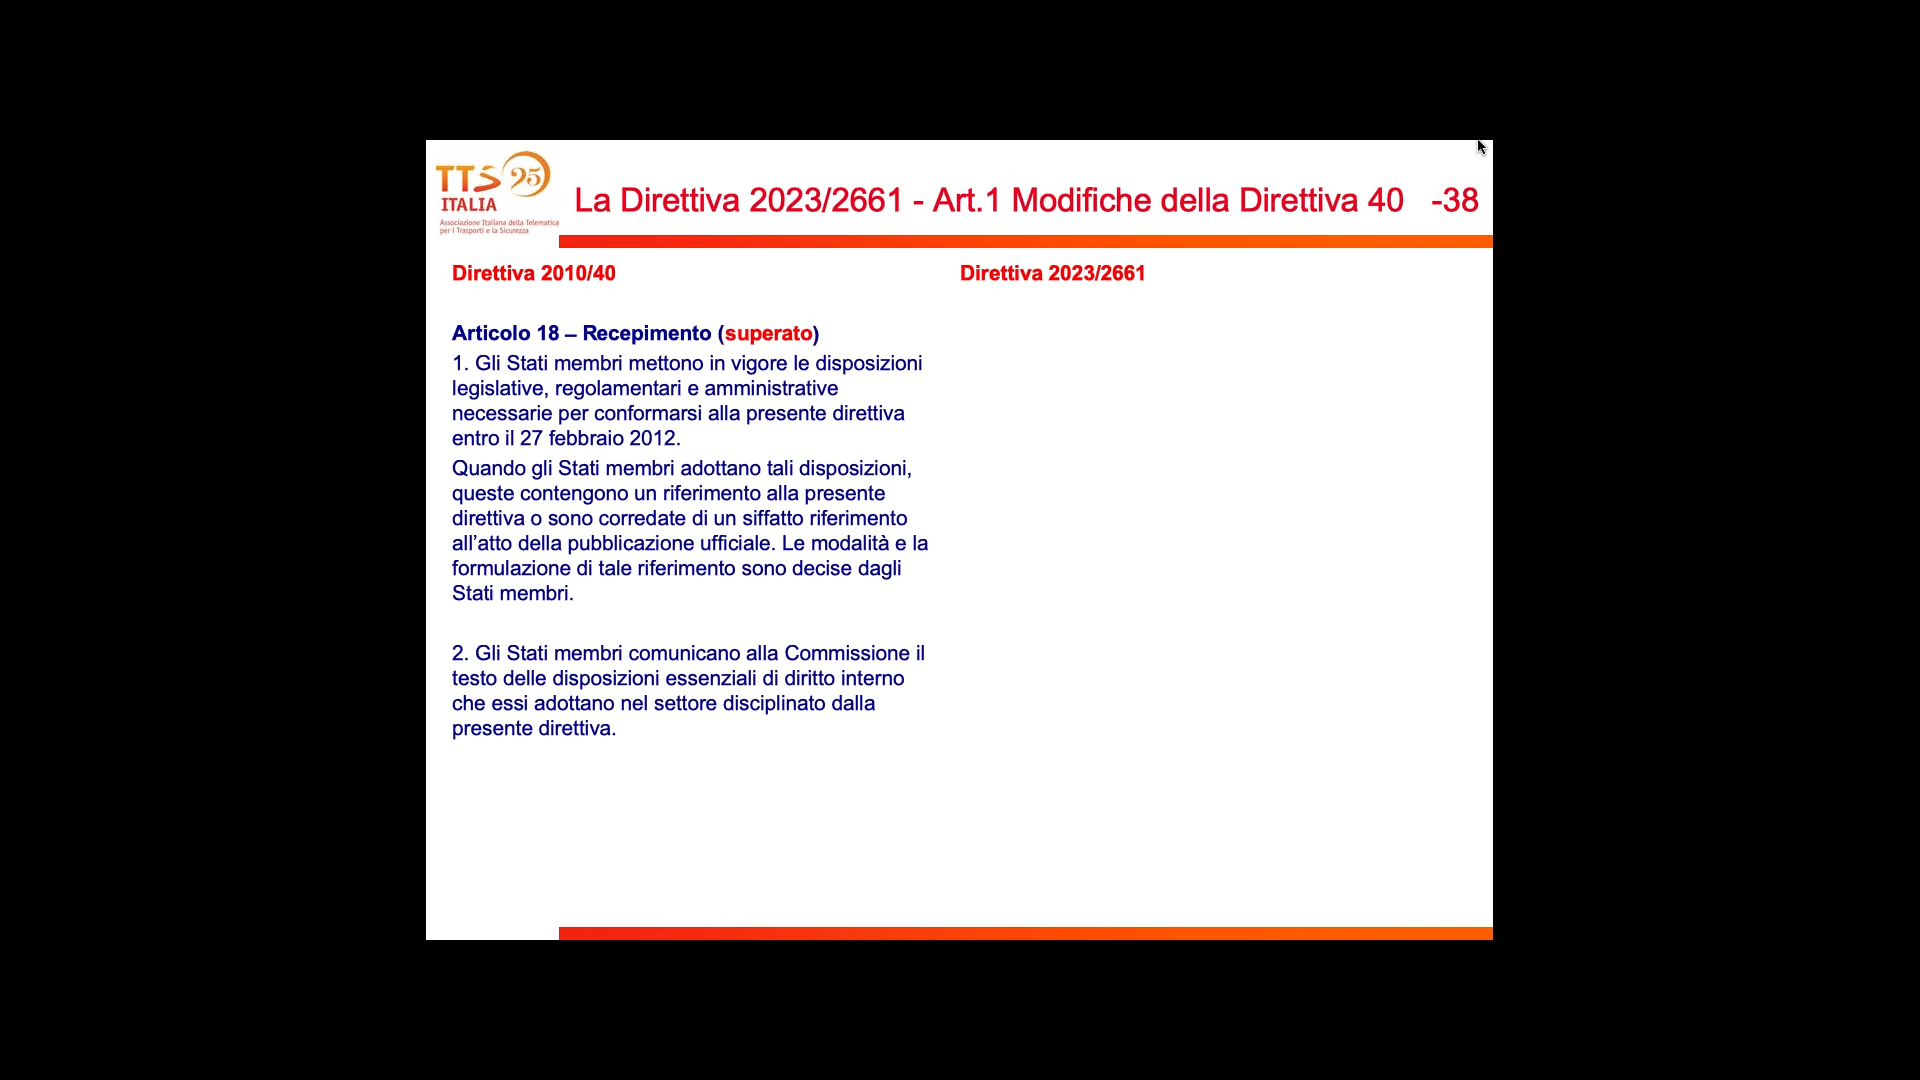 TTS 25
ITALIA
Associazione Italiana della Telematica
per i Trasporti e la Sicurezza
La Direttiva 2023/2661 - Art.1 Modifiche della Direttiva 40 -38
Direttiva 2010/40
Direttiva 2023/2661
Articolo 18 – Recepimento (superato)
1. Gli Stati membri mettono in vigore le disposizioni
legislative, regolamentari e amministrative
necessarie per conformarsi alla presente direttiva
entro il 27 febbraio 2012.
Quando gli Stati membri adottano tali disposizioni,
queste contengono un riferimento alla presente
direttiva o sono corredate di un siffatto riferimento
all’atto della pubblicazione ufficiale. Le modalità e la
formulazione di tale riferimento sono decise dagli
Stati membri.
2. Gli Stati membri comunicano alla Commissione il
testo delle disposizioni essenziali di diritto interno
che essi adottano nel settore disciplinato dalla
presente direttiva.